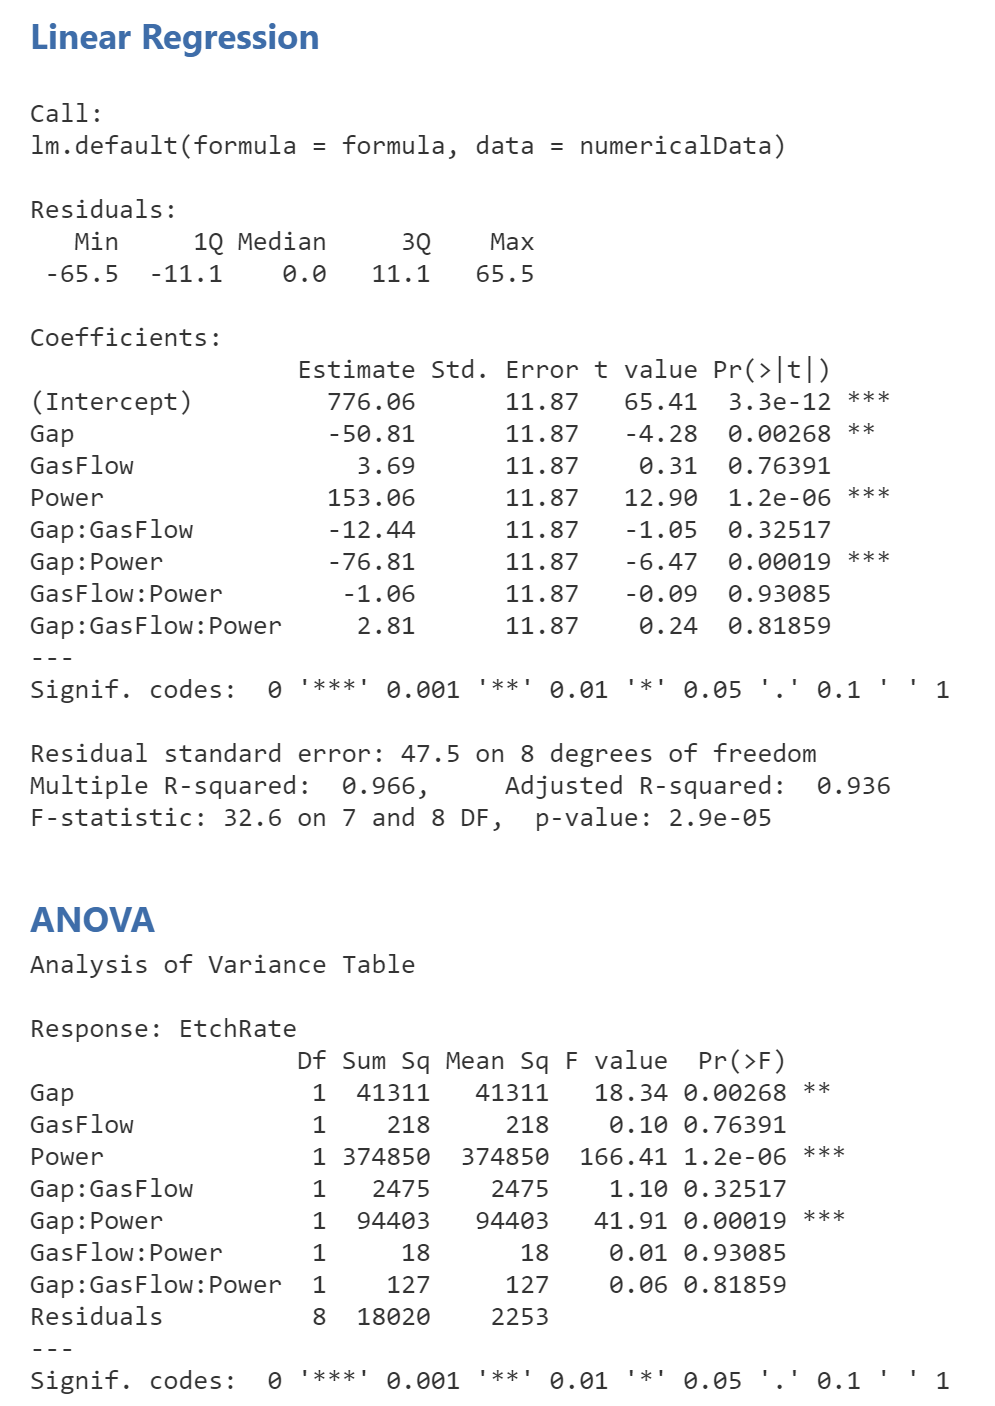 Linear Regression
Call:
lm.default(formula = formula, data = numericalData)
Residuals:
   Min     1Q Median     3Q    Max
 -65.5  -11.1    0.0   11.1   65.5
Coefficients:
                  Estimate Std. Error t value Pr(>|t|)
(Intercept)         776.06      11.87   65.41  3.3e-12 ***
Gap                 -50.81      11.87   -4.28  0.00268 **
GasFlow               3.69      11.87    0.31  0.76391
Power               153.06      11.87   12.90  1.2e-06 ***
Gap:GasFlow         -12.44      11.87   -1.05  0.32517
Gap:Power           -76.81      11.87   -6.47  0.00019 ***
GasFlow:Power        -1.06      11.87   -0.09  0.93085
Gap:GasFlow:Power     2.81      11.87    0.24  0.81859
---
Signif. codes:  0 '***' 0.001 '**' 0.01 '*' 0.05 '.' 0.1 ' ' 1
Residual standard error: 47.5 on 8 degrees of freedom
Multiple R-squared:  0.966,     Adjusted R-squared:  0.936
F-statistic: 32.6 on 7 and 8 DF,  p-value: 2.9e-05
ANOVA
Analysis of Variance Table
Response: EtchRate
                  Df Sum Sq Mean Sq F value  Pr(>F)
Gap                1  41311   41311   18.34 0.00268 **
GasFlow            1    218     218    0.10 0.76391
Power              1 374850  374850  166.41 1.2e-06 ***
Gap:GasFlow        1   2475    2475    1.10 0.32517
Gap:Power          1  94403   94403   41.91 0.00019 ***
GasFlow:Power      1     18      18    0.01 0.93085
Gap:GasFlow:Power  1    127     127    0.06 0.81859
Residuals          8  18020    2253
---
Signif. codes:  0 '***' 0.001 '**' 0.01 '*' 0.05 '.' 0.1 ' ' 1